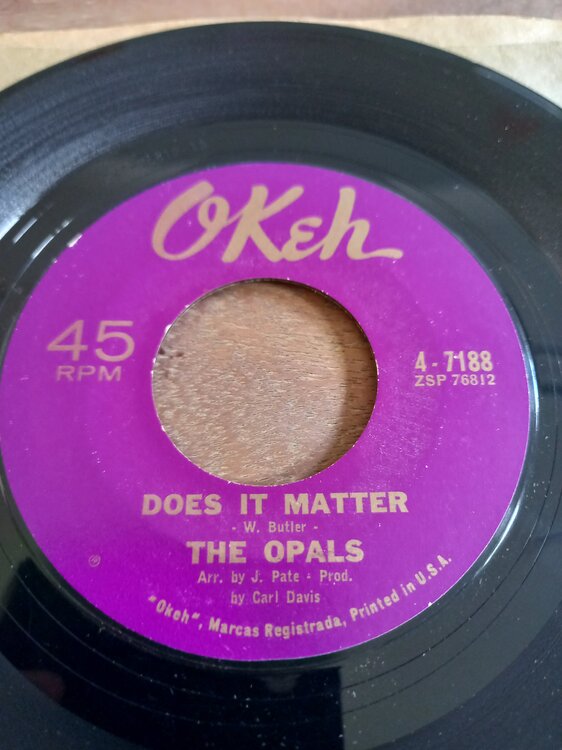 OKeh
45
RPM
4-7188
ZSP 76812
DOES IT MATTER
- W. Butler -
THE OPALS
Arr. by J. Pate - Prod.
by Carl Davis
®
"Okeh", Marcas Registrada, Printed in U.S.A.